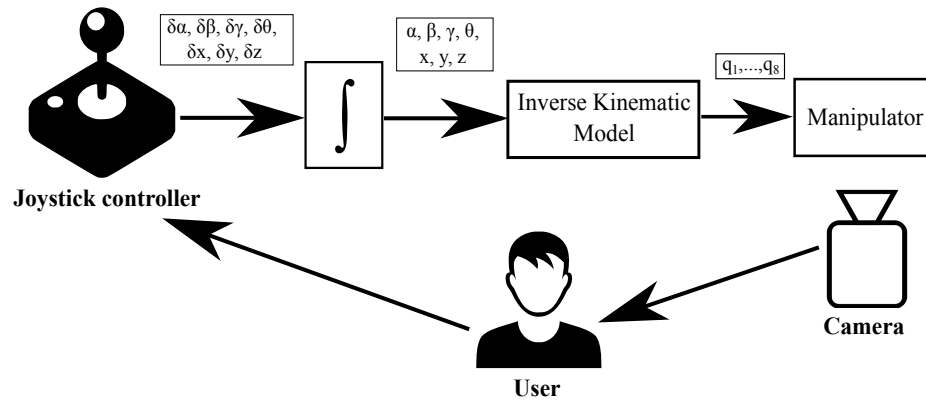 δα, δβ, δγ, δθ,
δx, δy, δz
α, β, γ, θ,
x, y, z
q₁,...,q₈
∫
Inverse Kinematic
Model
Manipulator
Joystick controller
Camera
User